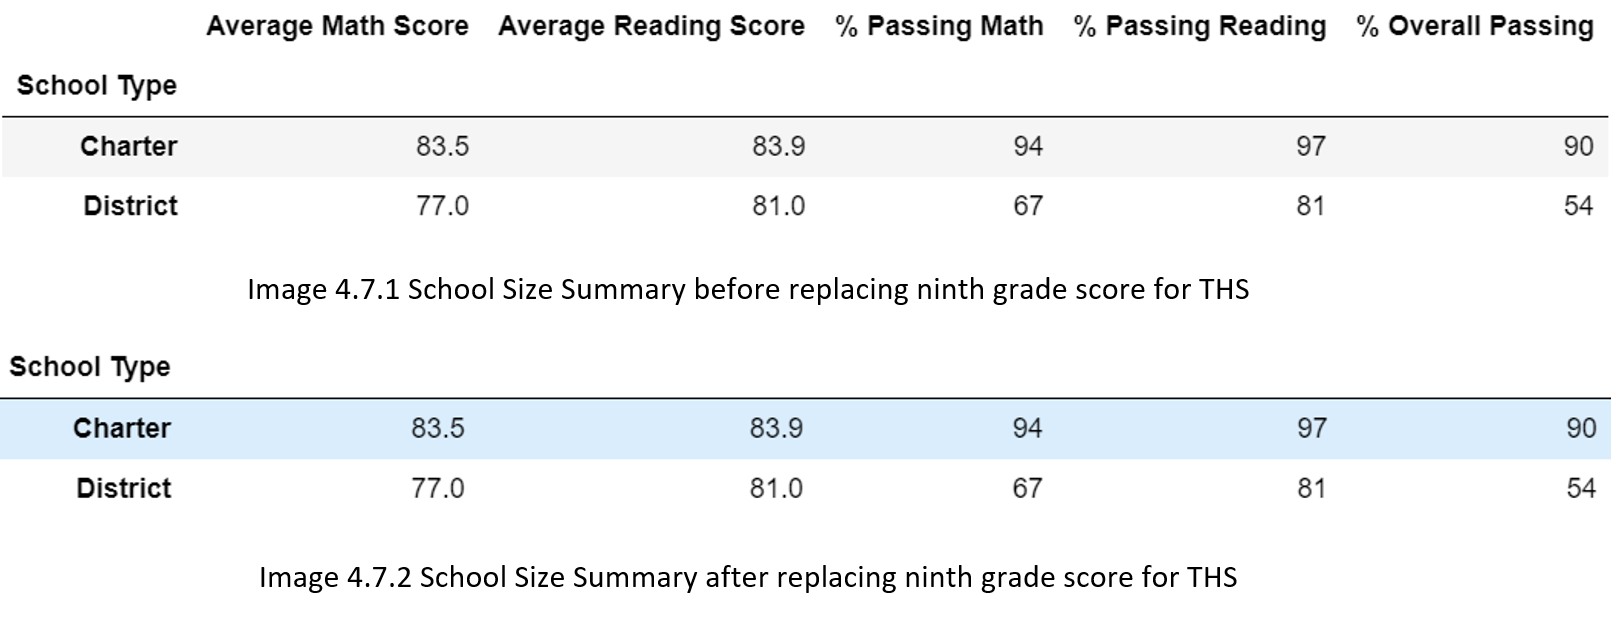 Average Math Score Average Reading Score % Passing Math % Passing Reading % Overall Passing
School Type
Charter 83.5 83.9 94 97 90
District 77.0 81.0 67 81 54
Image 4.7.1 School Size Summary before replacing ninth grade score for THS
School Type
Charter 83.5 83.9 94 97 90
District 77.0 81.0 67 81 54
Image 4.7.2 School Size Summary after replacing ninth grade score for THS